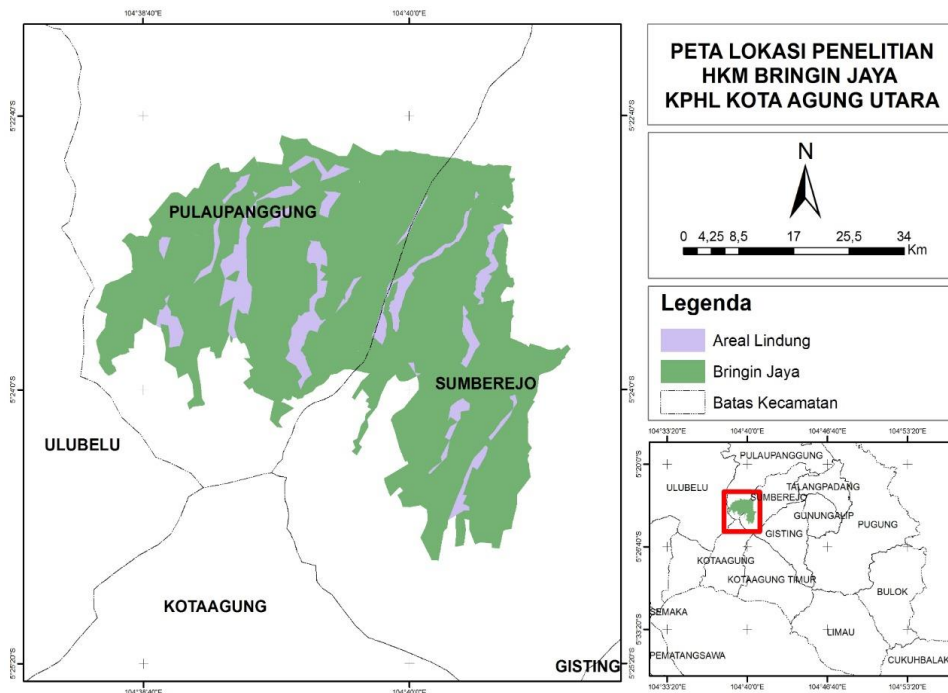 104°38'40"E
104°40'0"E
5°22'40"S
5°22'40"S
PULAUPANGGUNG
SUMBEREJO
5°24'0"S
5°24'0"S
ULUBELU
KOTAAGUNG
GISTING
5°25'20"S
5°25'20"S
104°38'40"E
104°40'0"E
PETA LOKASI PENELITIAN
HKM BRINGIN JAYA
KPHL KOTA AGUNG UTARA
N
0 4,25 8,5 17 25,5 34
Km
Legenda
Areal Lindung
Bringin Jaya
Batas Kecamatan
104°33'20"E 104°40'0"E 104°46'40"E 104°53'20"E
5°20'0"S
PULAUPANGGUNG
ULUBELU
TALANGPADANG
SUMBEREJO
GUNUNGALIP
PUGUNG
GISTING
5°26'40"S
KOTAAGUNG
KOTAAGUNG TIMUR
BULOK
SEMAKA
5°33'20"S
LIMAU
PEMATANGSAWA
CUKUHBALAK
104°33'20"E 104°40'0"E 104°46'40"E 104°53'20"E